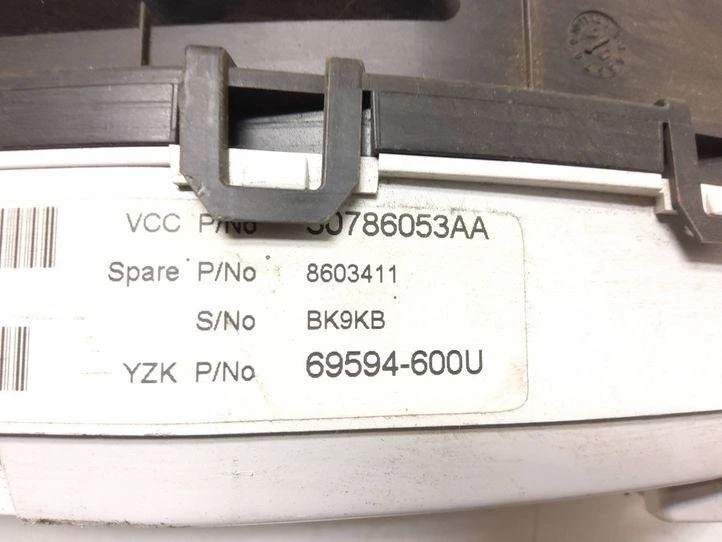 VCC P/No 30786053AA
Spare P/No 8603411
S/No BK9KB
YZK P/No 69594-600U